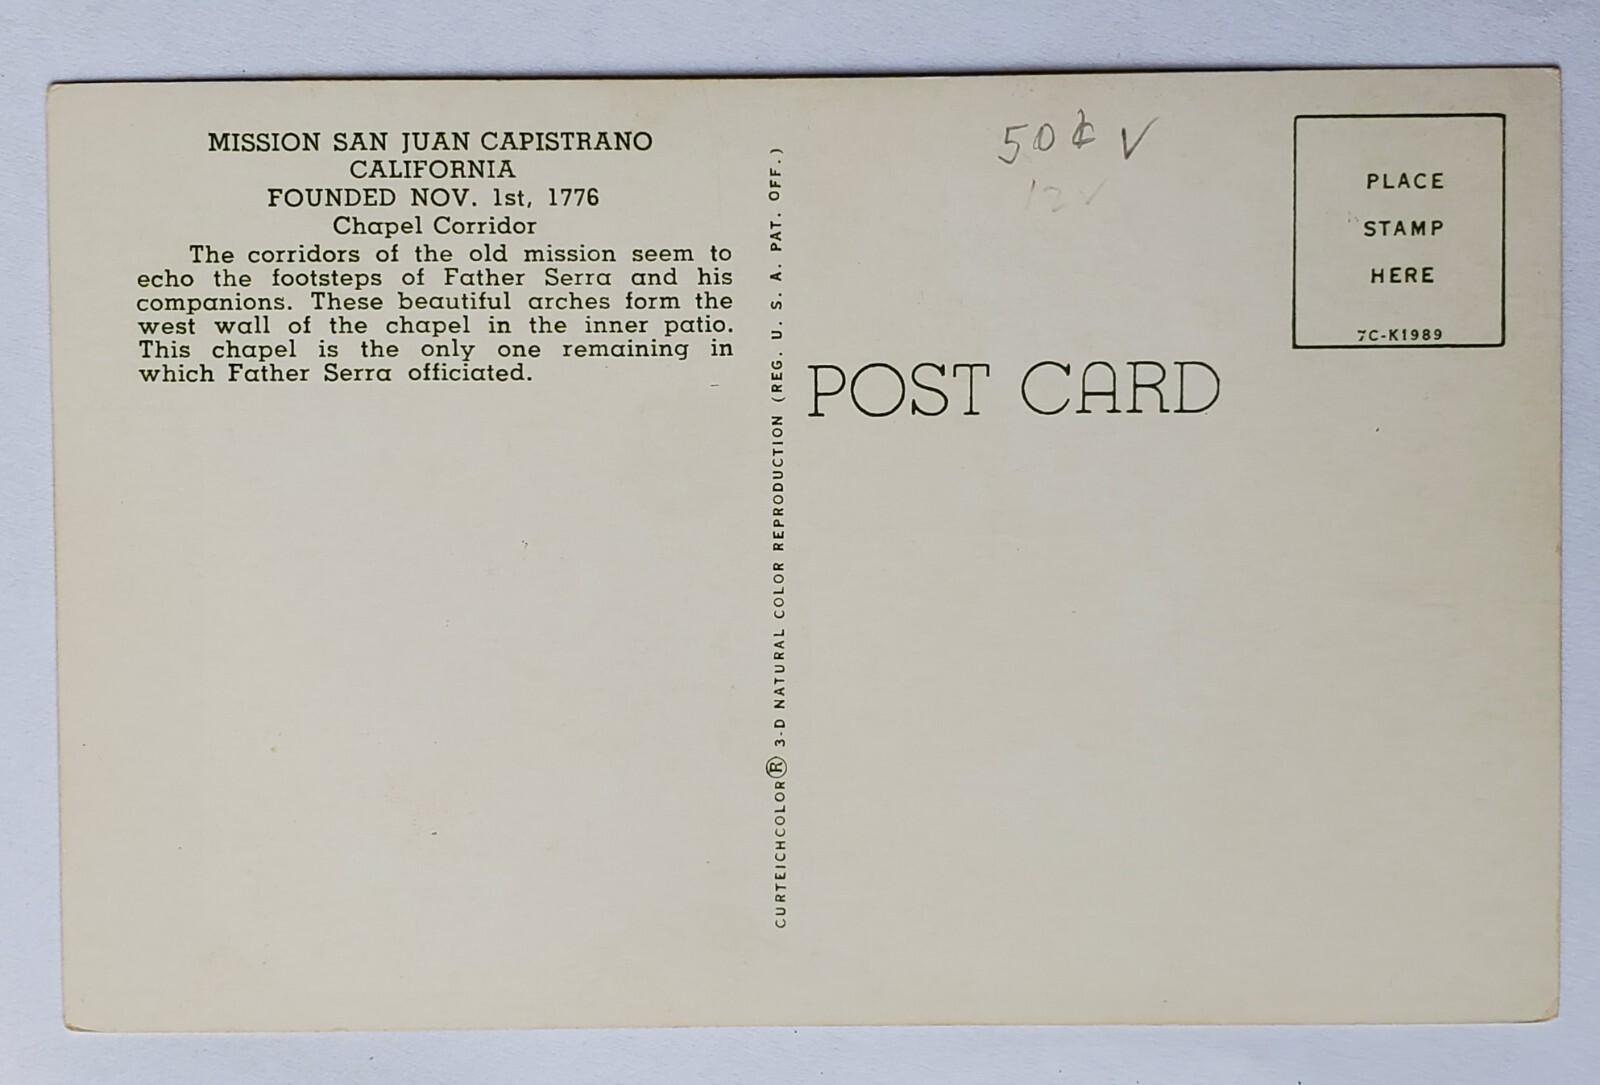 MISSION SAN JUAN CAPISTRANO
CALIFORNIA
FOUNDED NOV. 1st, 1776
Chapel Corridor
The corridors of the old mission seem to
echo the footsteps of Father Serra and his
companions. These beautiful arches form the
west wall of the chapel in the inner patio.
This chapel is the only one remaining in
which Father Serra officiated.
CURTEICHCOLOR® 3-D NATURAL COLOR REPRODUCTION (REG. U. S. A. PAT. OFF.)
50¢ V
12 V
POST CARD
PLACE
STAMP
HERE
7C-K1989